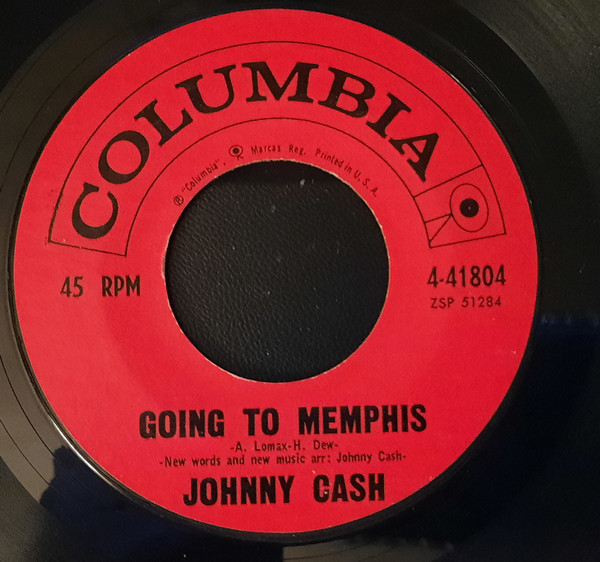 COLUMBIA
® "Columbia", Marcas Reg. Printed in U.S.A.
45 RPM
4-41804
ZSP 51284
GOING TO MEMPHIS
-A. Lomax-H. Dew-
-New words and new music arr: Johnny Cash-
JOHNNY CASH